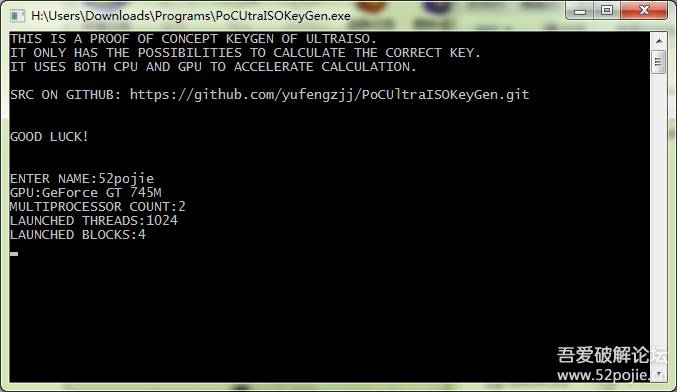 H:\Users\Downloads\Programs\PoCUtraISOKeyGen.exe
THIS IS A PROOF OF CONCEPT KEYGEN OF ULTRAISO.
IT ONLY HAS THE POSSIBILITIES TO CALCULATE THE CORRECT KEY.
IT USES BOTH CPU AND GPU TO ACCELERATE CALCULATION.
SRC ON GITHUB: https://github.com/yufengzjj/PoCUltraISOKeyGen.git
GOOD LUCK!
ENTER NAME:52pojie
GPU:GeForce GT 745M
MULTIPROCESSOR COUNT:2
LAUNCHED THREADS:1024
LAUNCHED BLOCKS:4
吾爱破解论坛
www.52pojie.cn